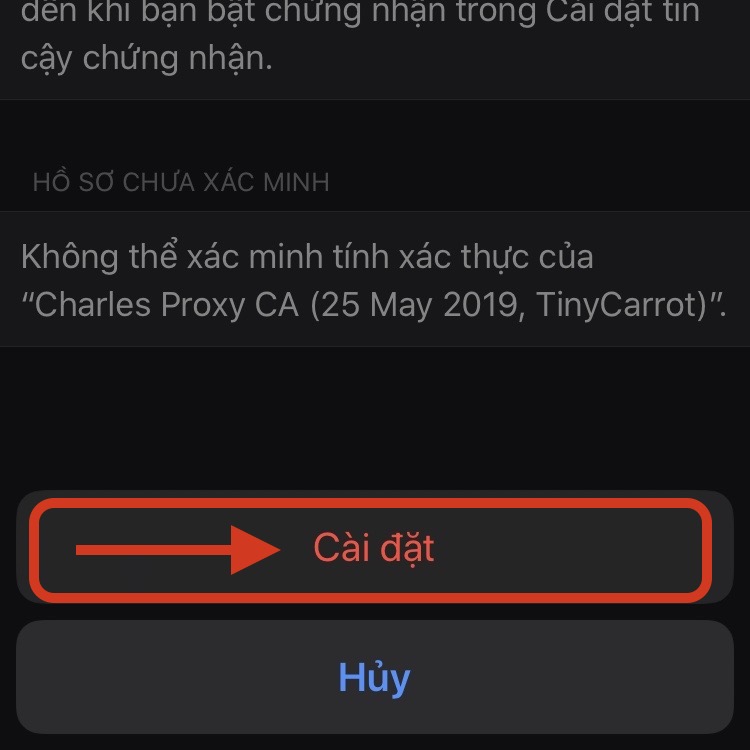 đến khi bạn bật chứng nhận trong Cài đặt tin
cậy chứng nhận.
HỒ SƠ CHƯA XÁC MINH
Không thể xác minh tính xác thực của
“Charles Proxy CA (25 May 2019, TinyCarrot)”.
Cài đặt
Hủy